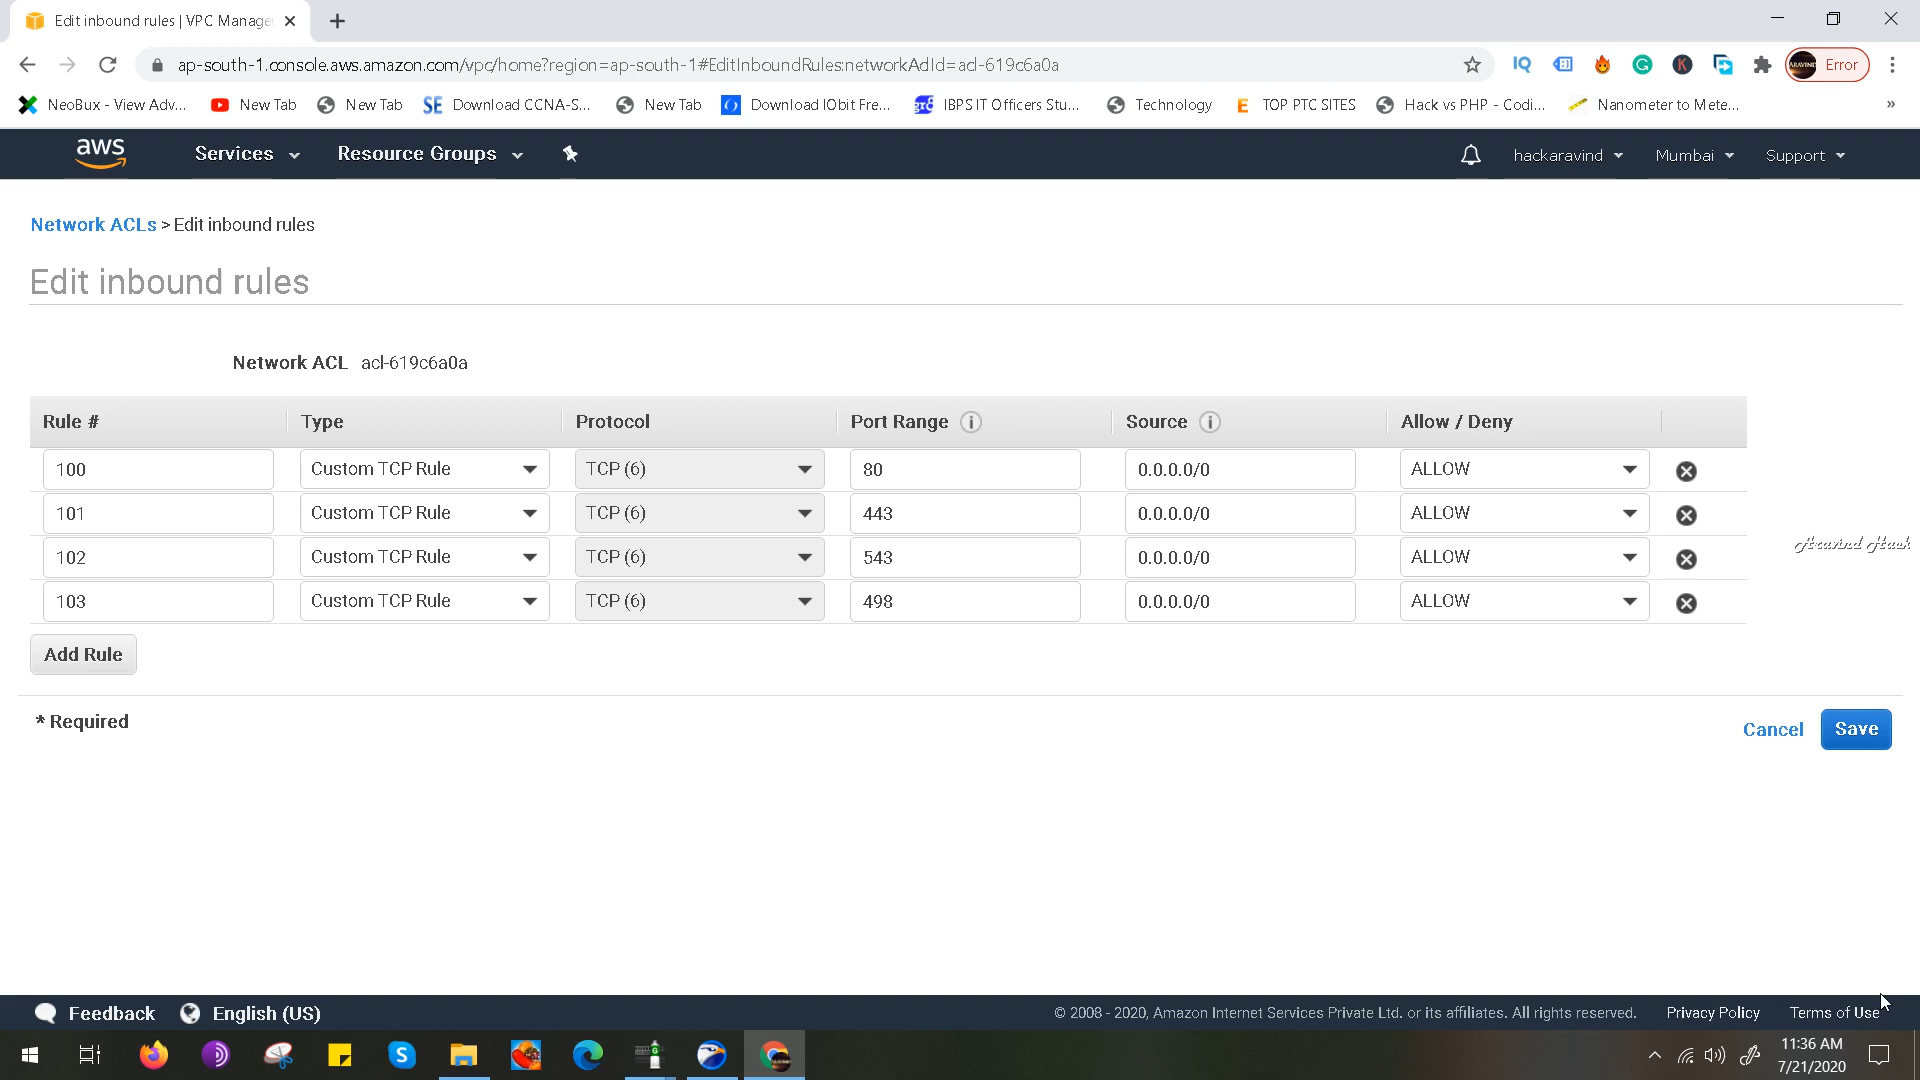 Edit inbound rules | VPC Manage
ap-south-1.console.aws.amazon.com/vpc/home?region=ap-south-1#EditInboundRules:networkAclId=acl-619c6a0a
Error
NeoBux - View Adv...
New Tab
New Tab
SE Download CCNA-S...
New Tab
Download IObit Fre...
IBPS IT Officers Stu...
Technology
E TOP PTC SITES
Hack vs PHP - Codi...
Nanometer to Mete...
»
aws
Services
Resource Groups
hackaravind
Mumbai
Support
Network ACLs > Edit inbound rules
Edit inbound rules
Network ACL acl-619c6a0a
Rule # Type Protocol Port Range Source Allow / Deny
100 Custom TCP Rule TCP (6) 80 0.0.0.0/0 ALLOW
101 Custom TCP Rule TCP (6) 443 0.0.0.0/0 ALLOW
102 Custom TCP Rule TCP (6) 543 0.0.0.0/0 ALLOW
103 Custom TCP Rule TCP (6) 498 0.0.0.0/0 ALLOW
Aravind Hack
Add Rule
* Required
Cancel Save
Feedback
English (US)
© 2008 - 2020, Amazon Internet Services Private Ltd. or its affiliates. All rights reserved.
Privacy Policy
Terms of Use
11:36 AM
7/21/2020